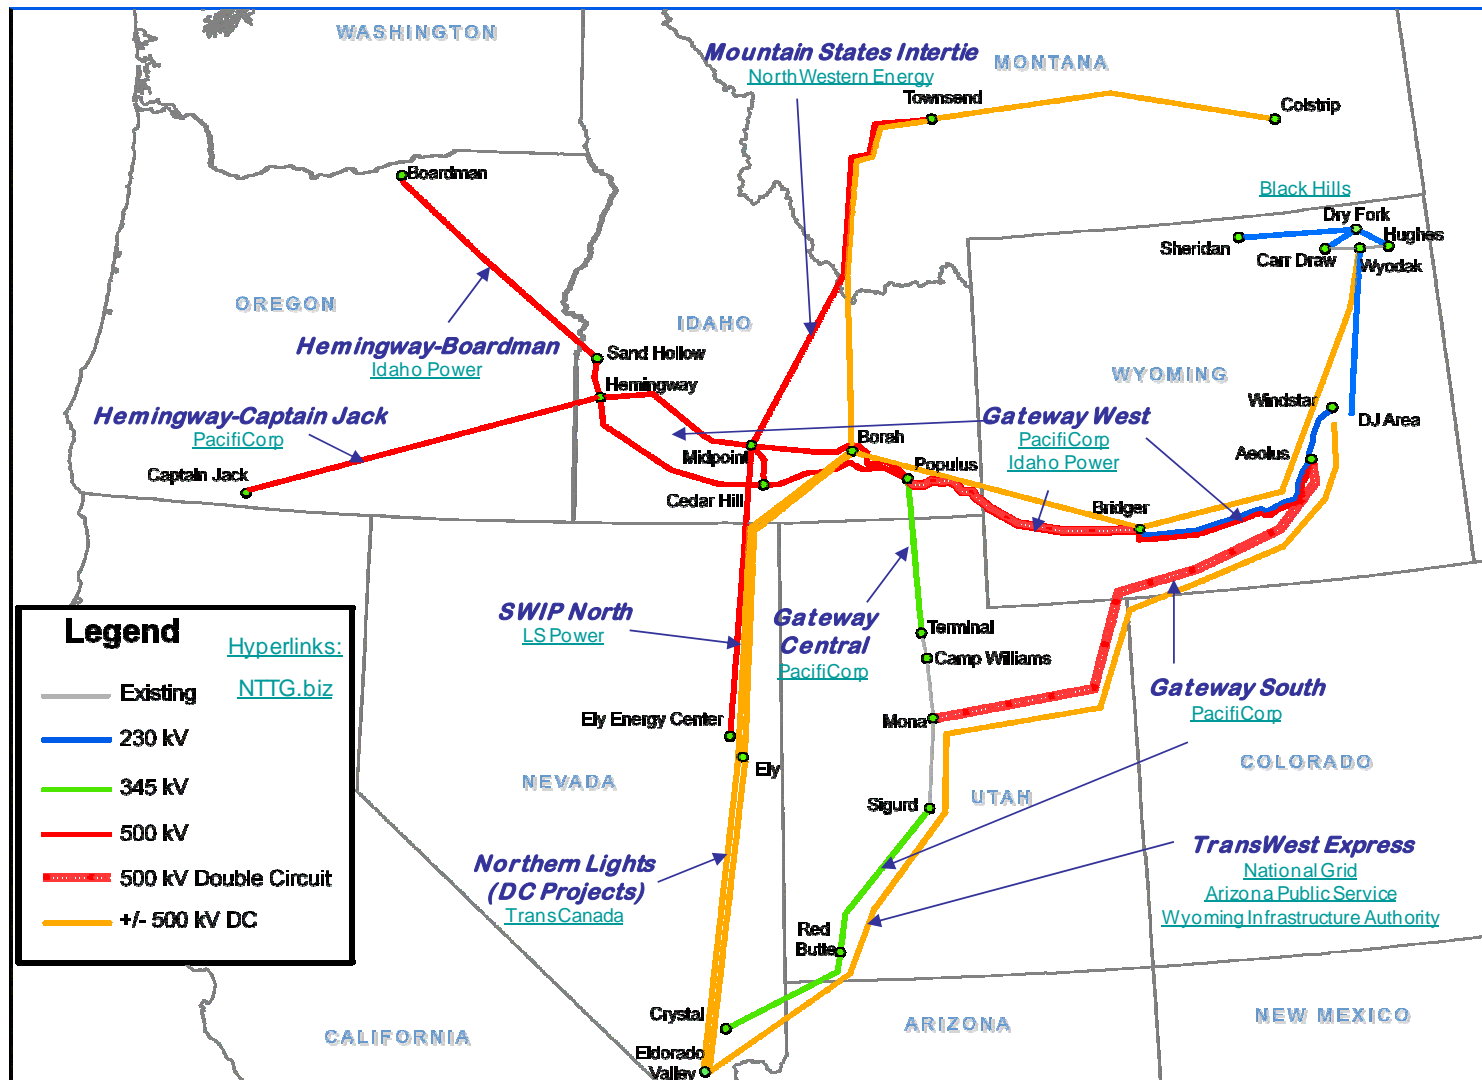 WASHINGTON
Mountain States Intertie
NorthWestern Energy
MONTANA
Townsend
Colstrip
Boardman
Black Hills
Dry Fork
Hughes
Sheridan
Carr Draw
Wyodak
OREGON
IDAHO
Hemingway-Boardman
Idaho Power
Sand Hollow
Hemingway
WYOMING
Windstar
DJ Area
Hemingway-Captain Jack
PacifiCorp
Gateway West
PacifiCorp
Idaho Power
Captain Jack
Midpoint
Borah
Populus
Aeolus
Cedar Hill
Bridger
SWIP North
LS Power
Gateway
Central
PacifiCorp
Terminal
Camp Williams
Gateway South
PacifiCorp
Legend
Hyperlinks:
NTTG.biz
Existing
230 kV
345 kV
500 kV
500 kV Double Circuit
+/- 500 kV DC
Ely Energy Center
Mona
Ely
NEVADA
COLORADO
Sigurd
UTAH
Northern Lights
(DC Projects)
TransCanada
TransWest Express
National Grid
Arizona Public Service
Wyoming Infrastructure Authority
Red
Butte
Crystal
CALIFORNIA
ARIZONA
NEW MEXICO
Eldorado
Valley